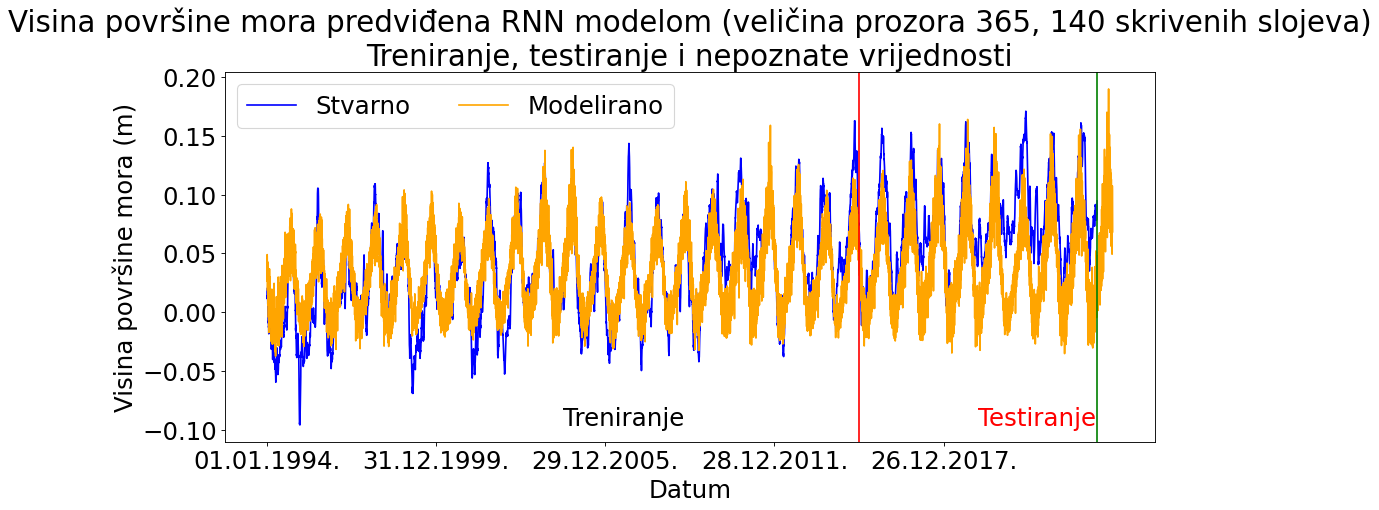 Visina površine mora predviđena RNN modelom (veličina prozora 365, 140 skrivenih slojeva)
Treniranje, testiranje i nepoznate vrijednosti
Stvarno
Modelirano
Visina površine mora (m)
0.20
0.15
0.10
0.05
0.00
−0.05
−0.10
Treniranje
Testiranje
01.01.1994.
31.12.1999.
29.12.2005.
28.12.2011.
26.12.2017.
Datum